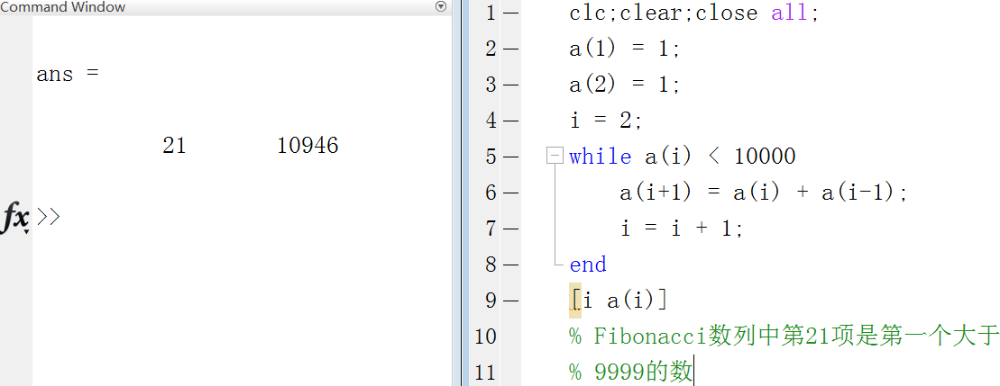 Command Window
ans =
21 10946
fx >>
1 clc;clear;close all;
2 a(1) = 1;
3 a(2) = 1;
4 i = 2;
5 while a(i) < 10000
6 a(i+1) = a(i) + a(i-1);
7 i = i + 1;
8 end
9 [i a(i)]
10 % Fibonacci数列中第21项是第一个大于
11 % 9999的数